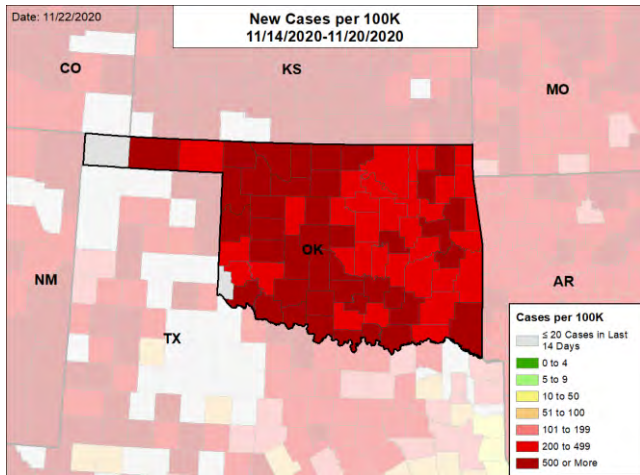 Date: 11/22/2020
New Cases per 100K
11/14/2020-11/20/2020
CO
KS
MO
OK
NM
TX
AR
Cases per 100K
≤ 20 Cases in Last
14 Days
0 to 4
5 to 9
10 to 50
51 to 100
101 to 199
200 to 499
500 or More